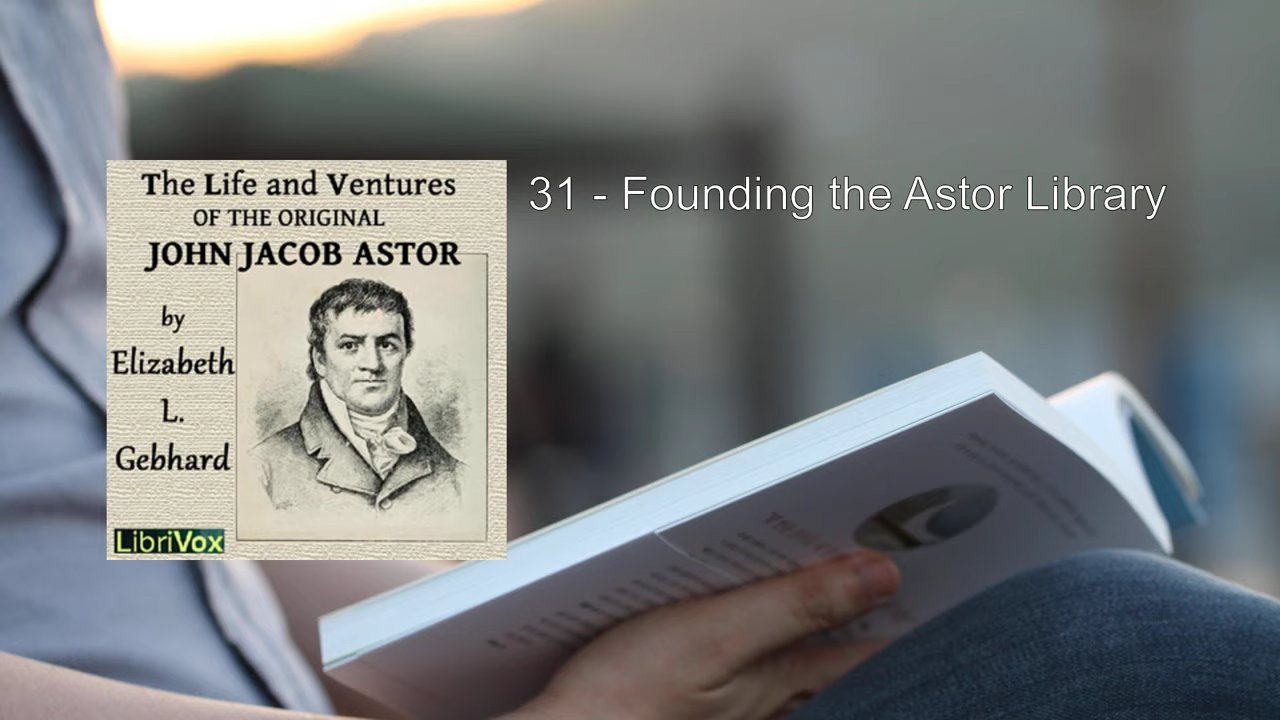 The Life and Ventures
OF THE ORIGINAL
JOHN JACOB ASTOR
by
Elizabeth
L.
Gebhard
LibriVox
31 - Founding the Astor Library